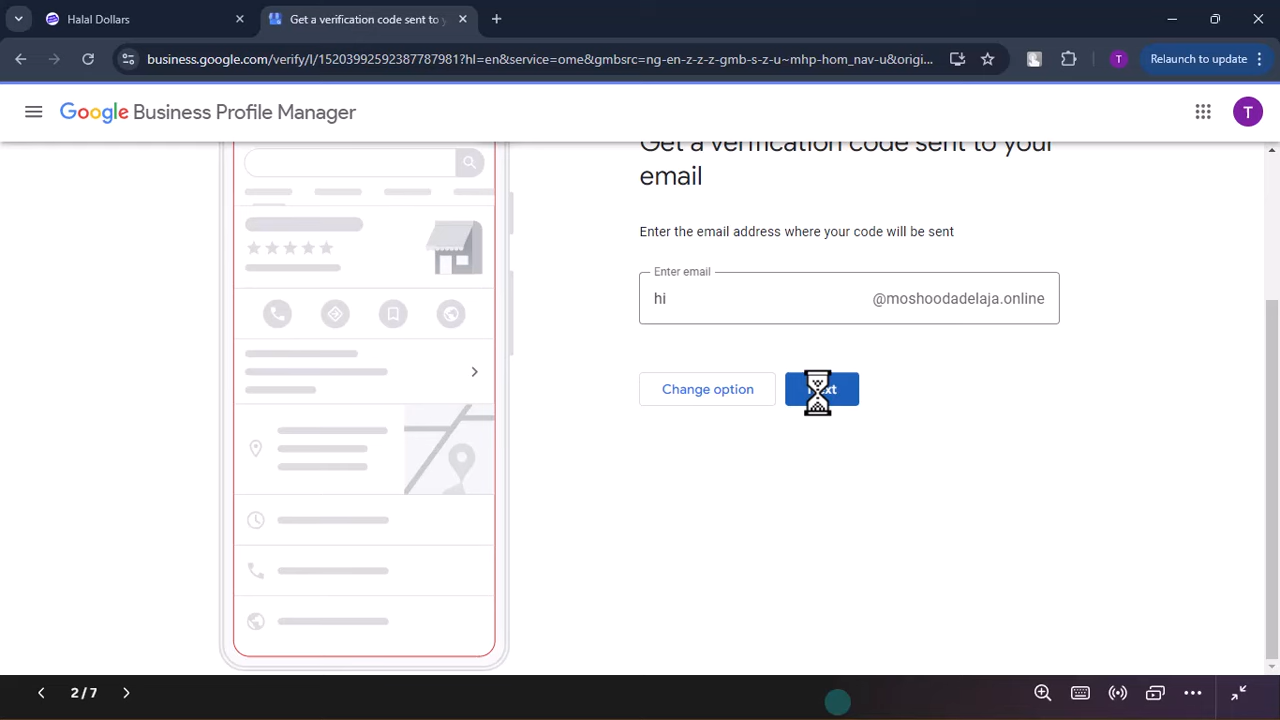 Halal Dollars
Get a verification code sent to y
business.google.com/verify/l/15203992592387787981?hl=en&service=ome&gmbsrc=ng-en-z-z-z-gmb-s-z-u~mhp-hom_nav-u&origi...
T
Relaunch to update
Google Business Profile Manager
T
Get a verification code sent to your
email
Enter the email address where your code will be sent
Enter email
hi
@moshoodadelaja.online
Change option
2/7